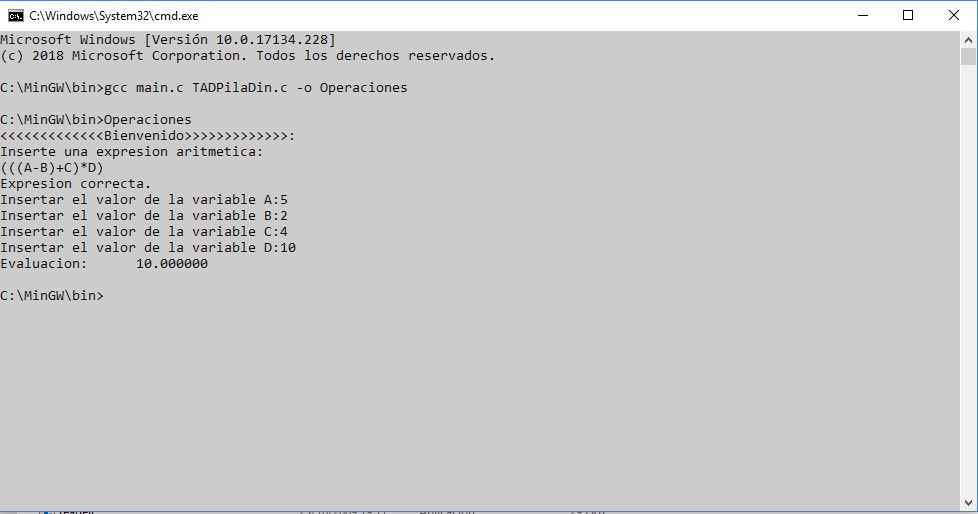 C:\Windows\System32\cmd.exe
Microsoft Windows [Versión 10.0.17134.228]
(c) 2018 Microsoft Corporation. Todos los derechos reservados.
C:\MinGW\bin>gcc main.c TADPilaDin.c -o Operaciones
C:\MinGW\bin>Operaciones
<<<<<<<<<<<<<Bienvenido>>>>>>>>>>>>>:
Inserte una expresion aritmetica:
(((A-B)+C)*D)
Expresion correcta.
Insertar el valor de la variable A:5
Insertar el valor de la variable B:2
Insertar el valor de la variable C:4
Insertar el valor de la variable D:10
Evaluacion:      10.000000
C:\MinGW\bin>